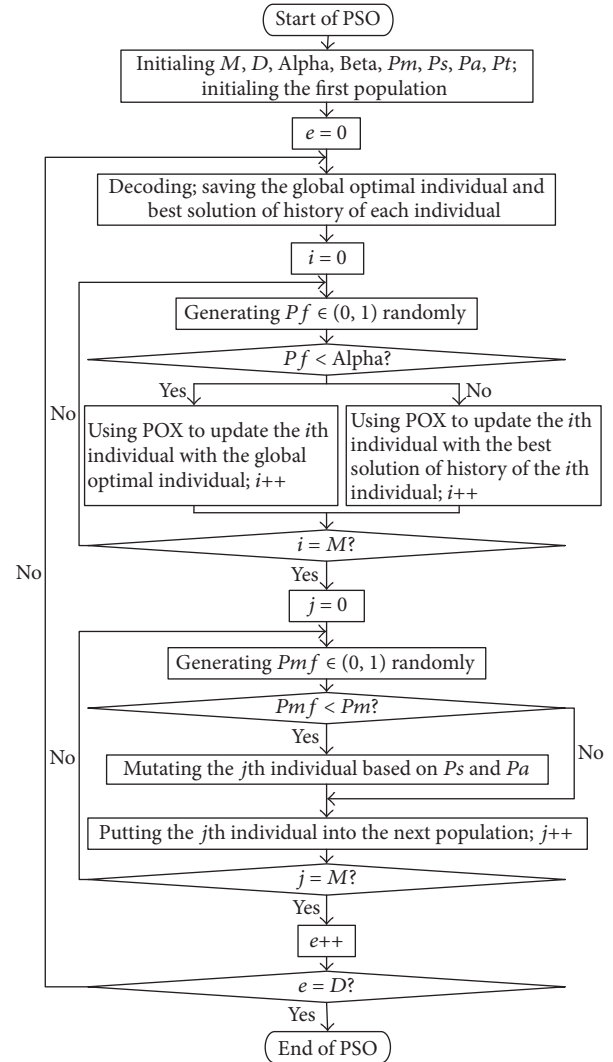 Start of PSO
Initialing M, D, Alpha, Beta, Pm, Ps, Pa, Pt;
initialing the first population
e = 0
Decoding; saving the global optimal individual and
best solution of history of each individual
i = 0
Generating Pf ∈ (0, 1) randomly
Pf < Alpha?
Yes
No
No
Using POX to update the ith
individual with the global
optimal individual; i++
Using POX to update the ith
individual with the best
solution of history of the ith
individual; i++
i = M?
No
Yes
j = 0
Generating Pmf ∈ (0, 1) randomly
Pmf < Pm?
Yes
No
No
Mutating the jth individual based on Ps and Pa
Putting the jth individual into the next population; j++
j = M?
Yes
e++
e = D?
Yes
End of PSO